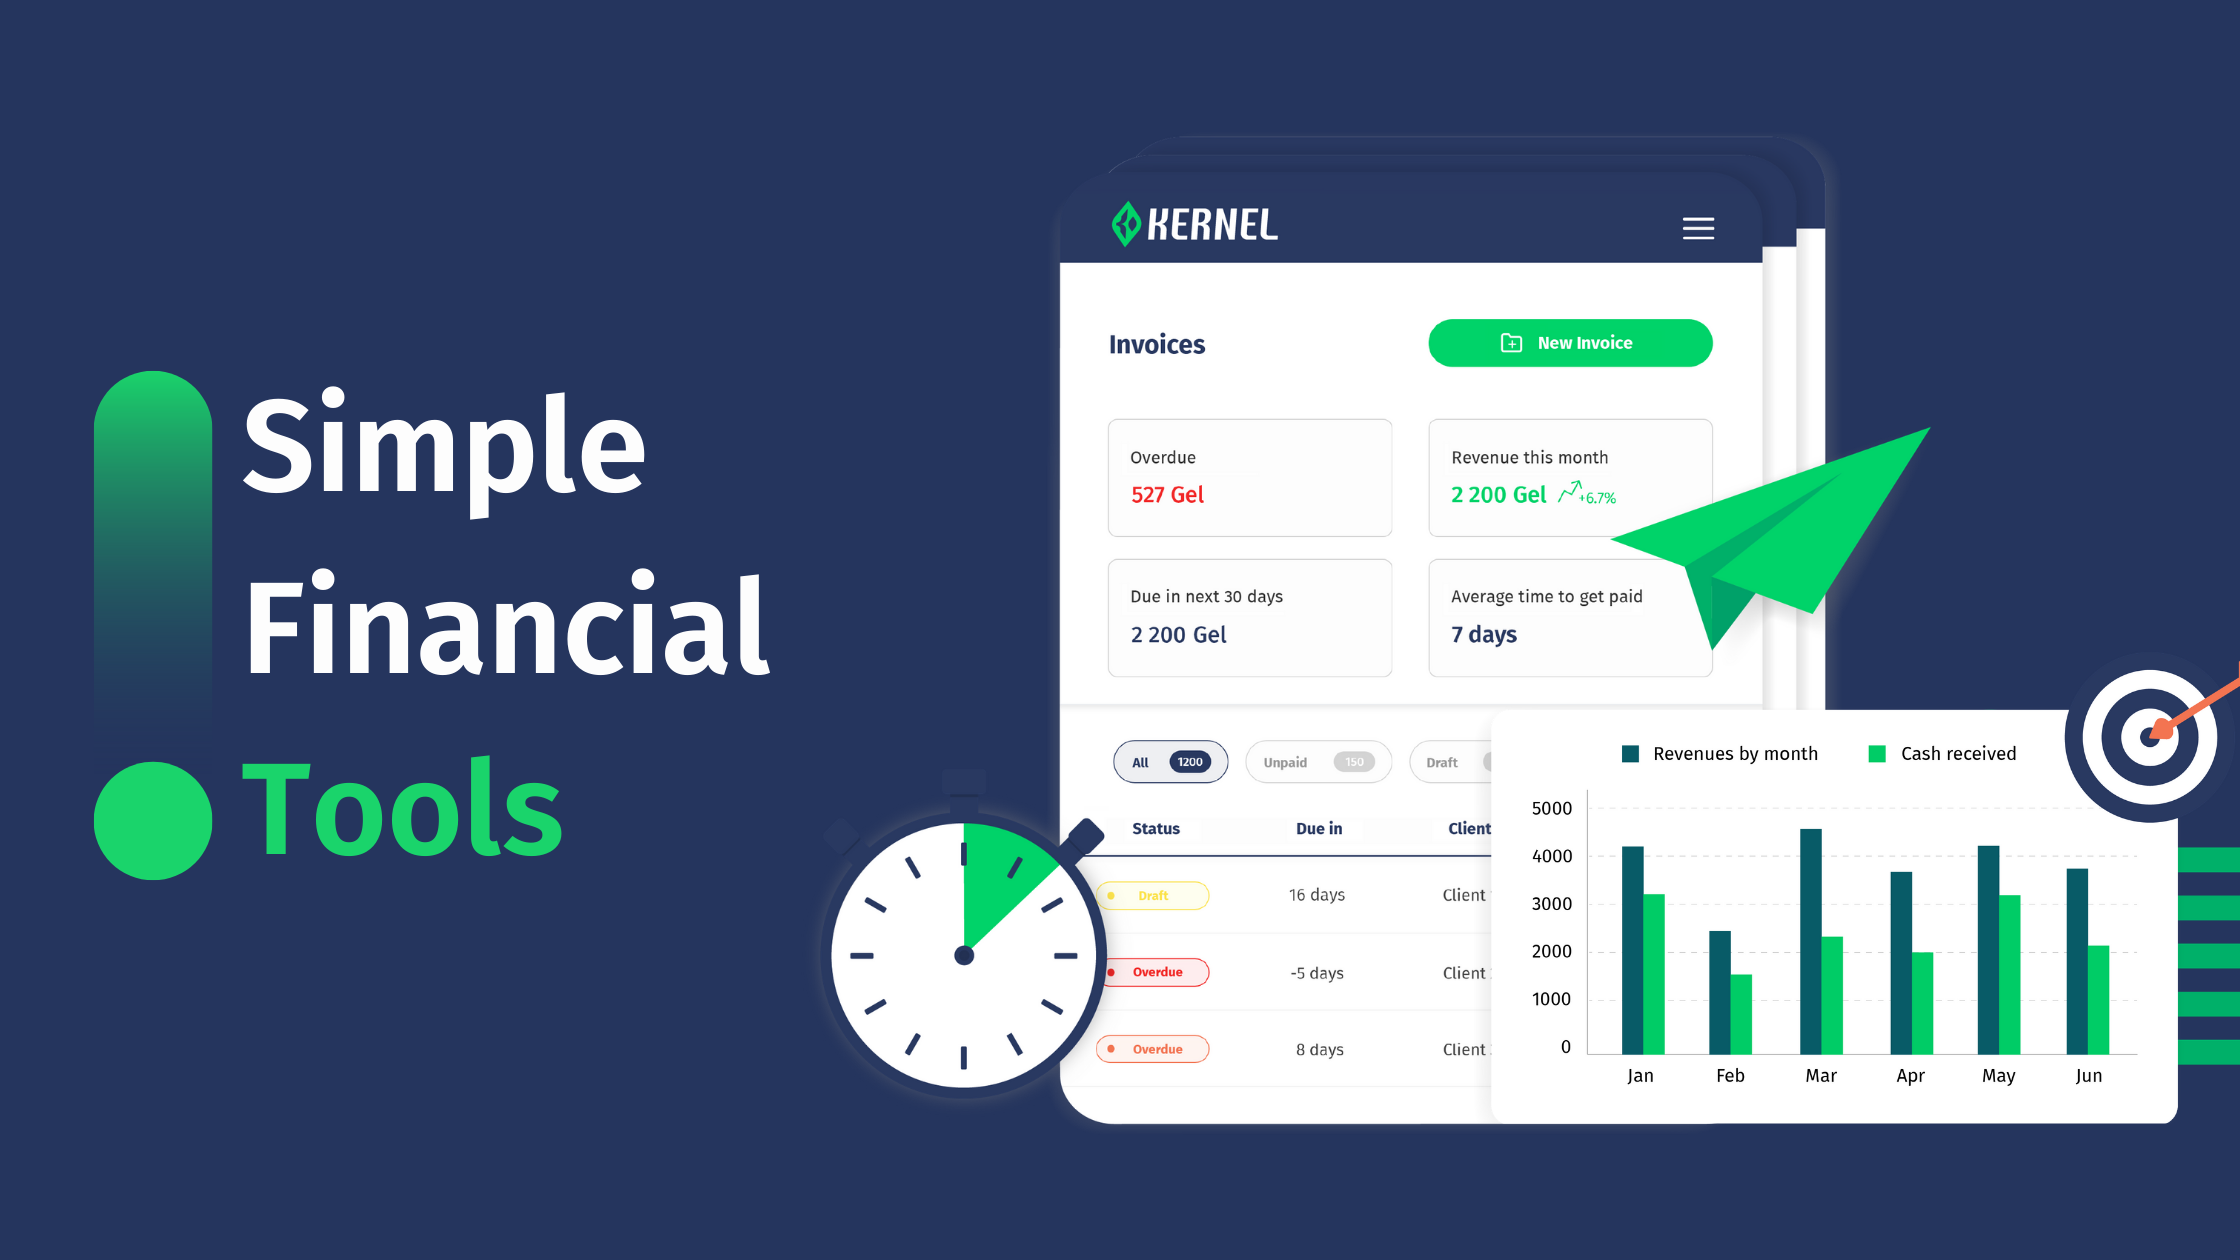 Simple
Financial
Tools
KERNEL
Invoices
New Invoice
Overdue
527 Gel
Revenue this month
2 200 Gel +6.7%
Due in next 30 days
2 200 Gel
Average time to get paid
7 days
All 1200
Unpaid 150
Draft
Status Due in Client
Draft 16 days Client
Overdue -5 days Client
Overdue 8 days Client
Revenues by month Cash received
5000
4000
3000
2000
1000
0
Jan Feb Mar Apr May Jun